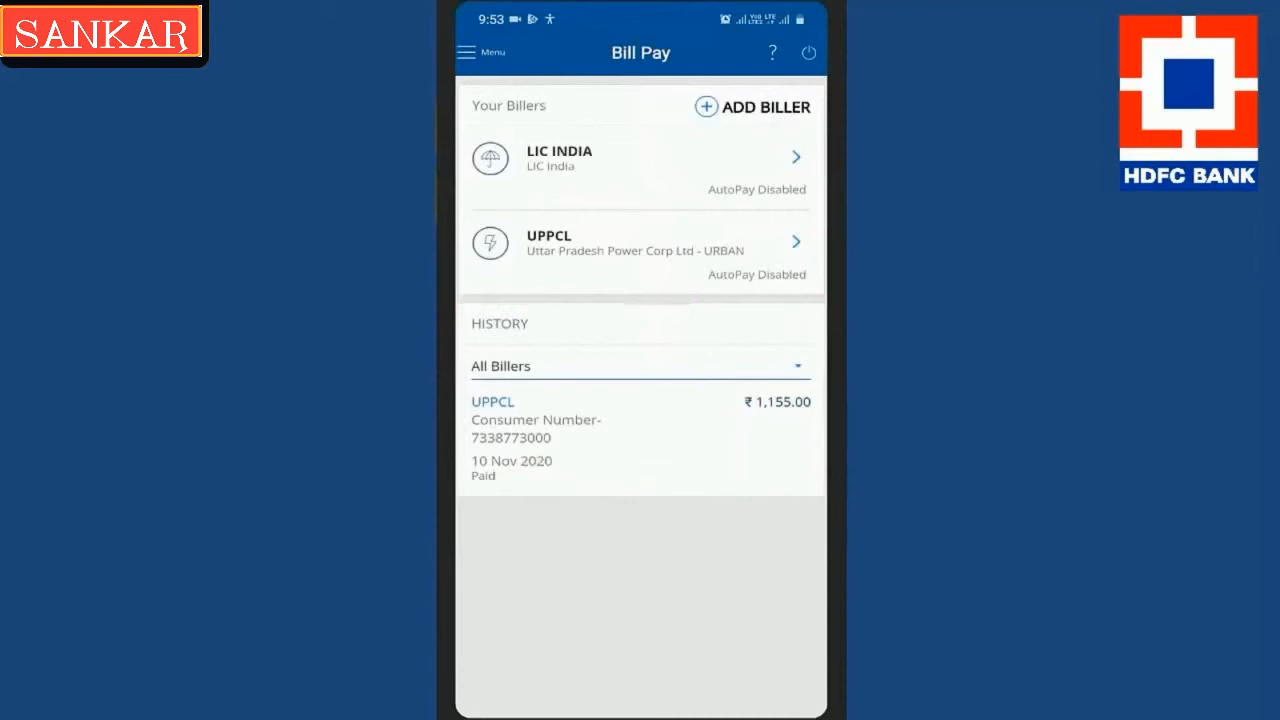 SANKAR
9:53
Menu
Bill Pay
?
HDFC BANK
Your Billers
+ ADD BILLER
LIC INDIA
LIC India
AutoPay Disabled
UPPCL
Uttar Pradesh Power Corp Ltd - URBAN
AutoPay Disabled
HISTORY
All Billers
UPPCL
₹ 1,155.00
Consumer Number-
7338773000
10 Nov 2020
Paid